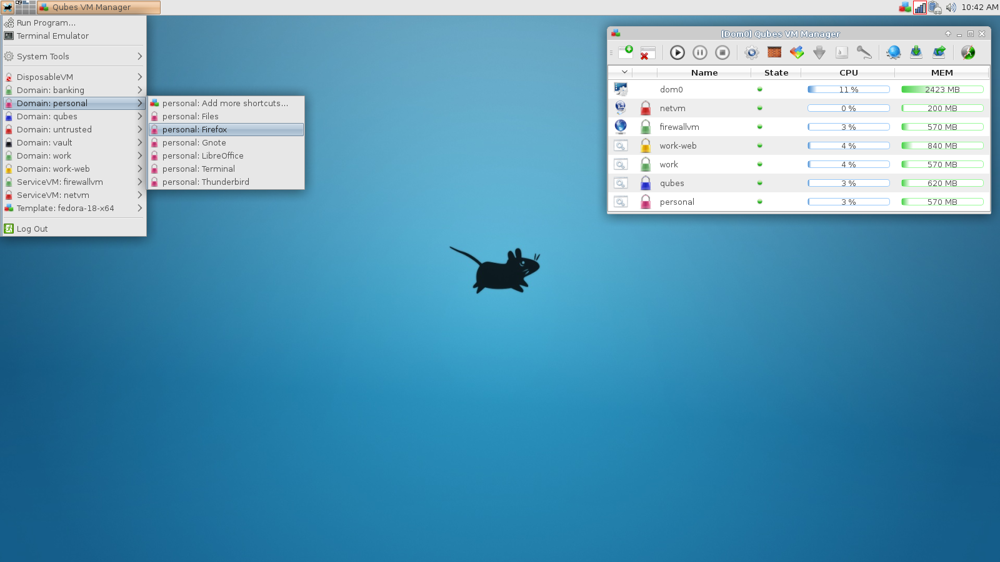 Qubes VM Manager
10:42 AM
Run Program...
Terminal Emulator
System Tools
DisposableVM
Domain: banking
Domain: personal
Domain: qubes
Domain: untrusted
Domain: vault
Domain: work
Domain: work-web
ServiceVM: firewallvm
ServiceVM: netvm
Template: fedora-18-x64
Log Out
personal: Add more shortcuts...
personal: Files
personal: Firefox
personal: Gnote
personal: LibreOffice
personal: Terminal
personal: Thunderbird
[Dom0] Qubes VM Manager
Name State CPU MEM
dom0 11 % 2423 MB
netvm 0 % 200 MB
firewallvm 3 % 570 MB
work-web 4 % 840 MB
work 4 % 570 MB
qubes 3 % 620 MB
personal 3 % 570 MB